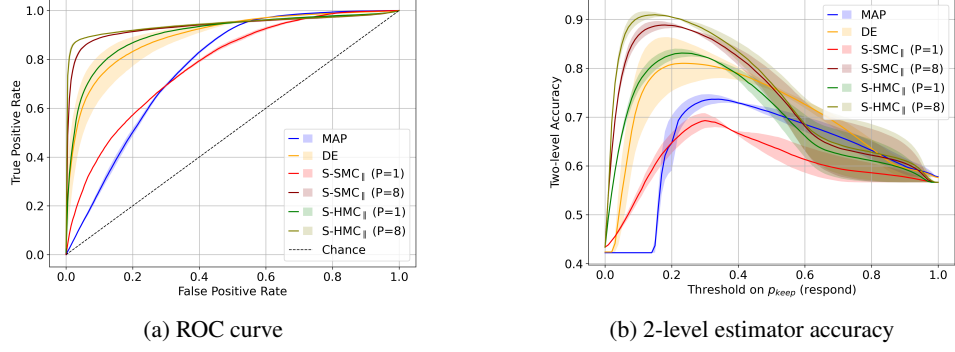 1.0
0.8
0.6
0.4
0.2
0.0
True Positive Rate
MAP
DE
S-SMC∥ (P=1)
S-SMC∥ (P=8)
S-HMC∥ (P=1)
S-HMC∥ (P=8)
Chance
0.0 0.2 0.4 0.6 0.8 1.0
False Positive Rate
(a) ROC curve
0.9
0.8
0.7
0.6
0.5
0.4
Two-level Accuracy
MAP
DE
S-SMC∥ (P=1)
S-SMC∥ (P=8)
S-HMC∥ (P=1)
S-HMC∥ (P=8)
0.0 0.2 0.4 0.6 0.8 1.0
Threshold on p_keep (respond)
(b) 2-level estimator accuracy